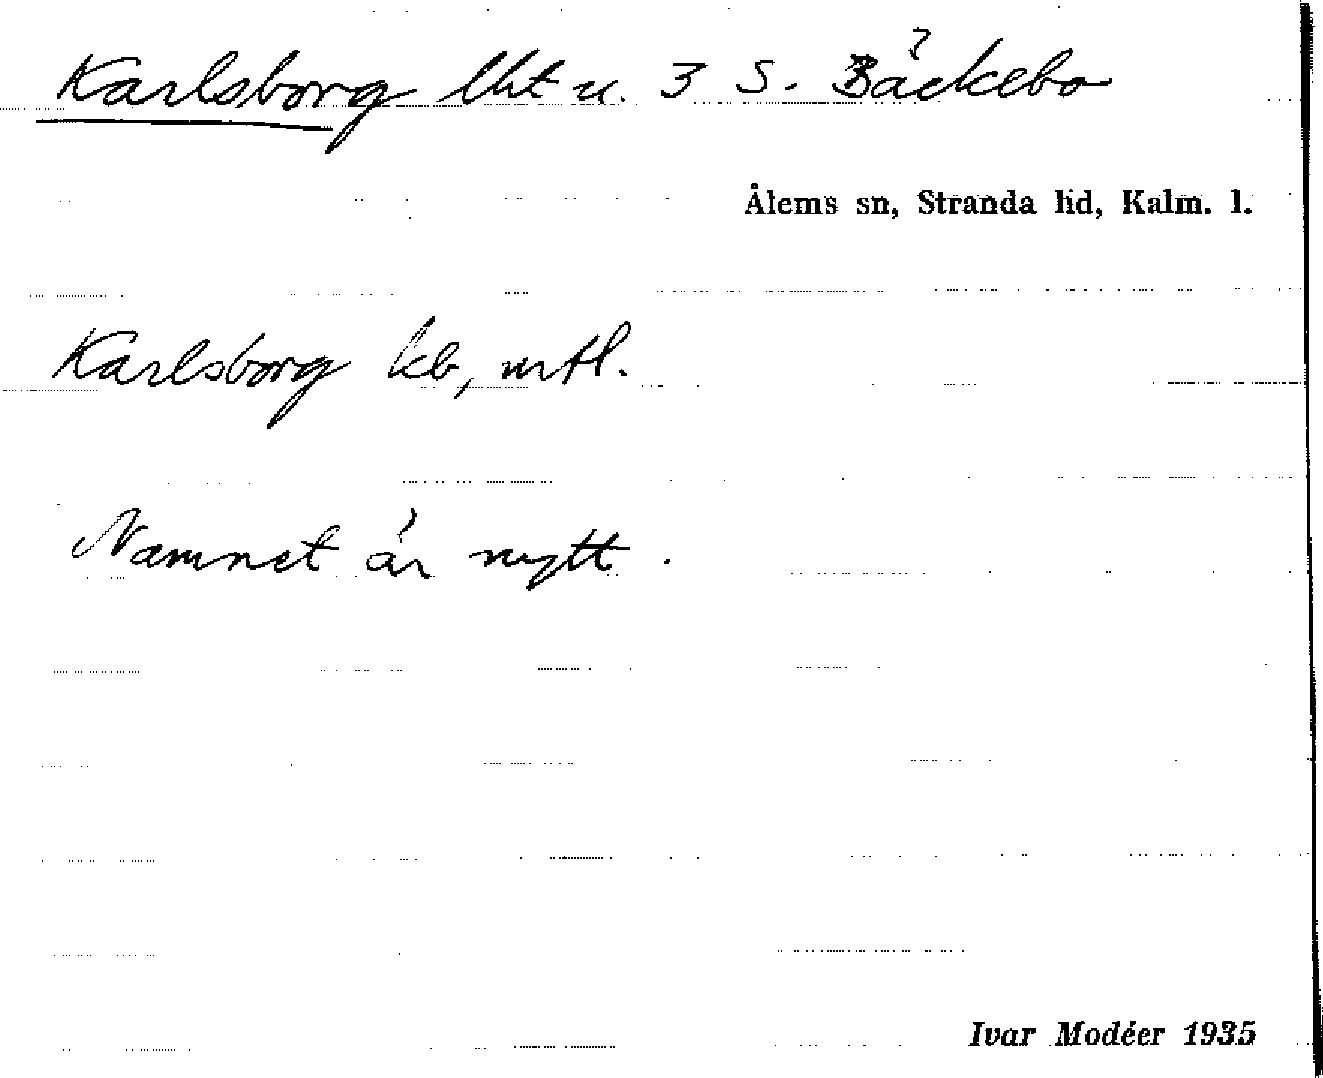 Karlsborg lht u. 3 S. Bäckebo
Ålems sn, Stranda hd, Kalm. l.
Karlsborg kb, mtl.
Namnet är nytt.
Ivar Modéer 1935